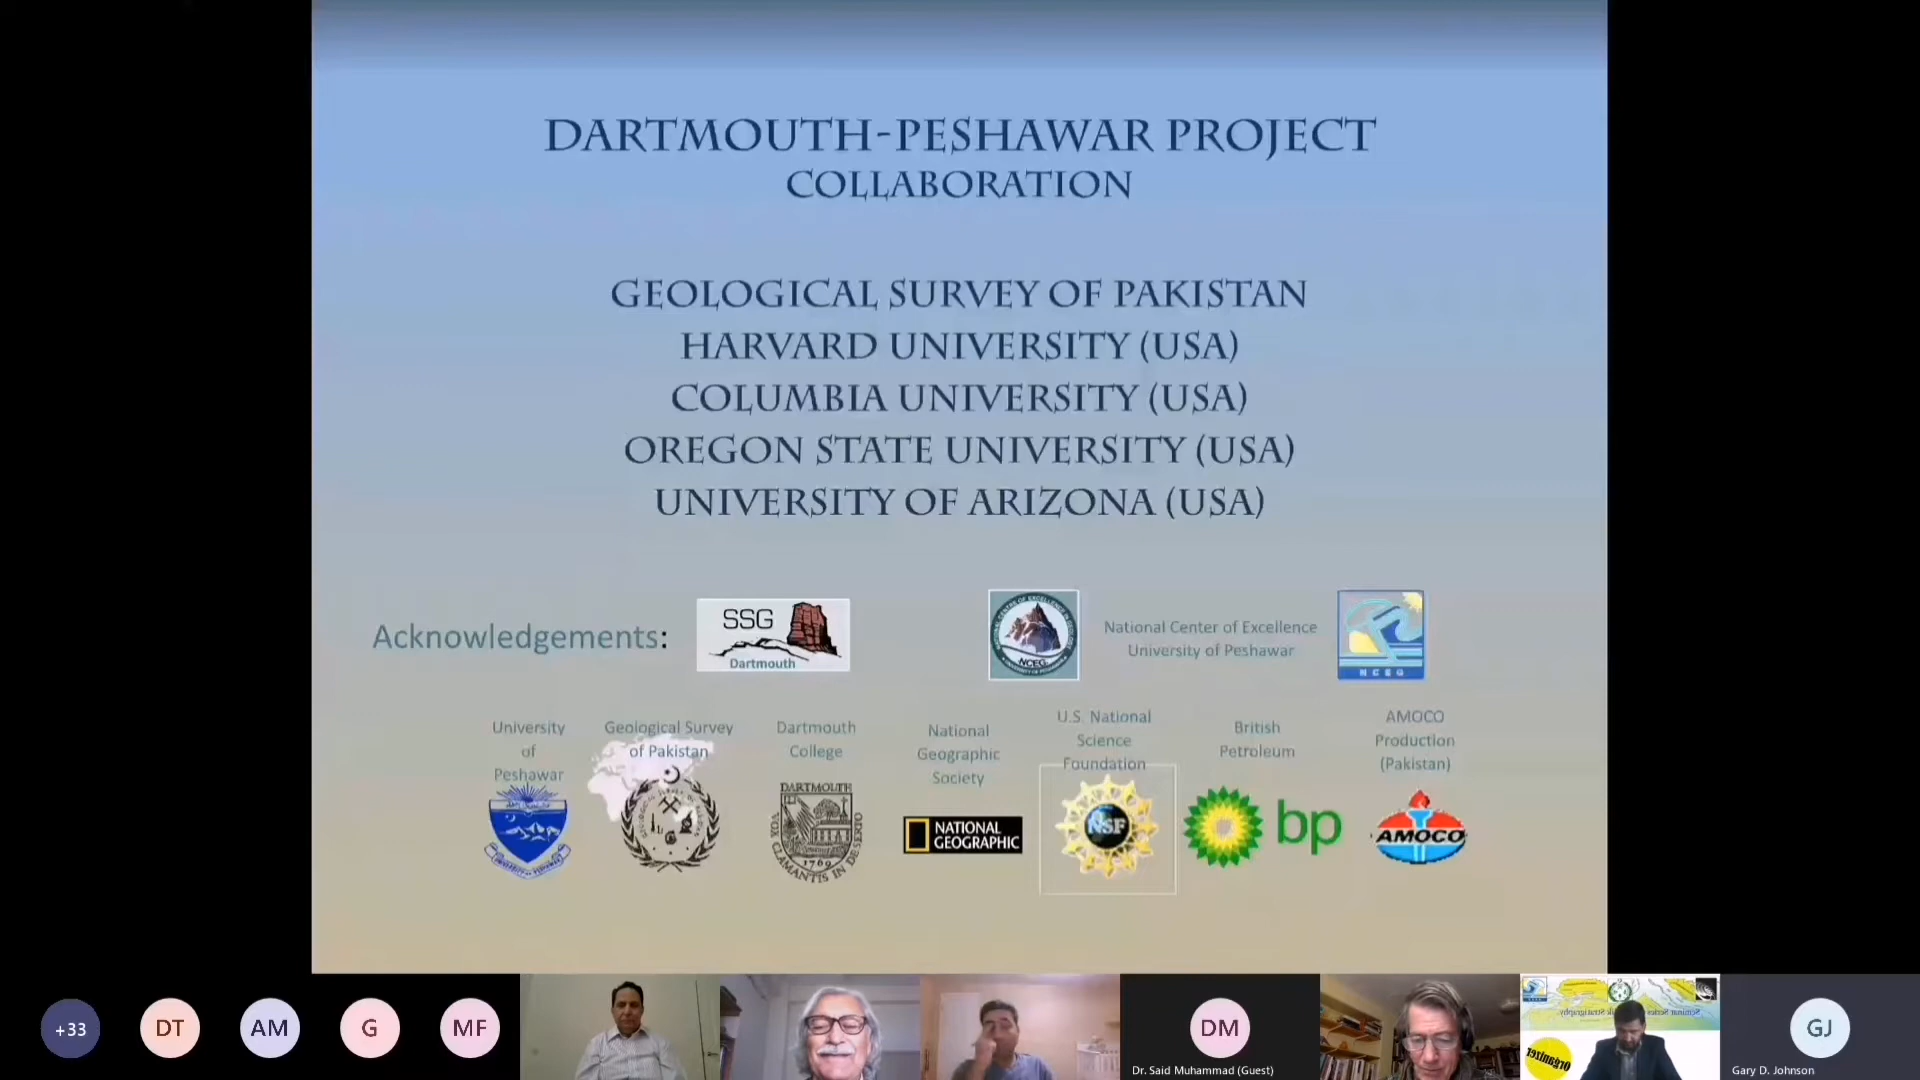 DARTMOUTH-PESHAWAR PROJECT
COLLABORATION
GEOLOGICAL SURVEY OF PAKISTAN
HARVARD UNIVERSITY (USA)
COLUMBIA UNIVERSITY (USA)
OREGON STATE UNIVERSITY (USA)
UNIVERSITY OF ARIZONA (USA)
Acknowledgements:
SSG
Dartmouth
NCEG
National Center of Excellence
University of Peshawar
NCEG
University
of
Peshawar
Geological Survey
of Pakistan
Dartmouth
College
National
Geographic
Society
U.S. National
Science
Foundation
British
Petroleum
AMOCO
Production
(Pakistan)
DARTMOUTH
VOX CLAMANTIS IN DESERTO
1769
NATIONAL
GEOGRAPHIC
NSF
bp
AMOCO
+33
DT
AM
G
MF
DM
Dr. Said Muhammad (Guest)
organizer
GJ
Gary D. Johnson